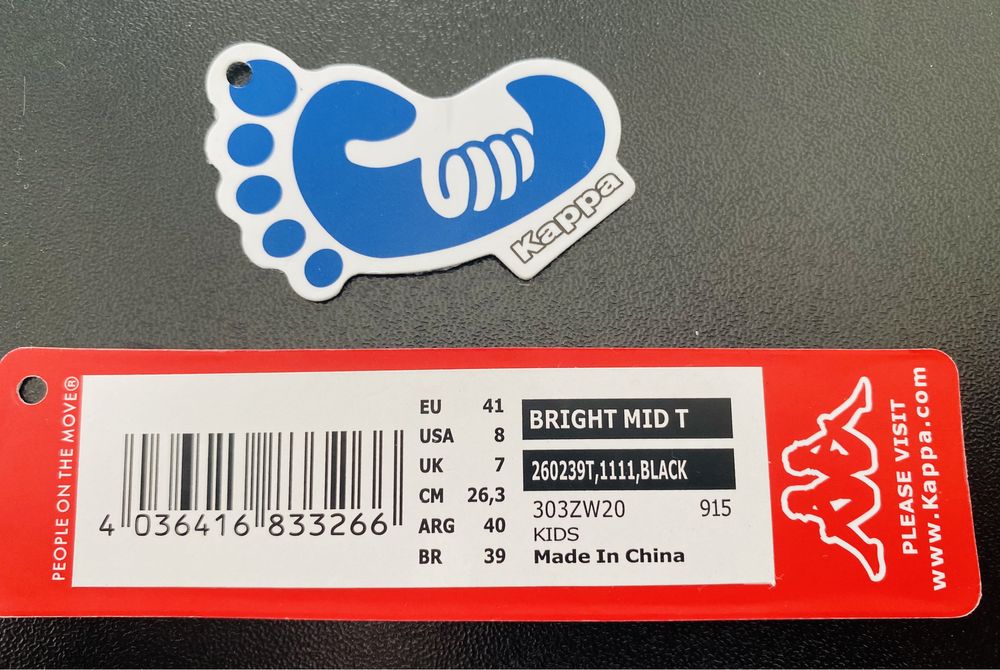 Kappa
PEOPLE ON THE MOVE®
4 036416 833266
EU 41
USA 8
UK 7
CM 26,3
ARG 40
BR 39
BRIGHT MID T
260239T,1111,BLACK
303ZW20 915
KIDS
Made In China
PLEASE VISIT
www.Kappa.com